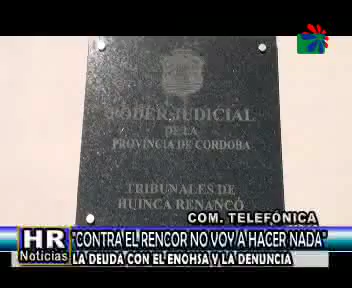 PODER JUDICIAL
DE LA
PROVINCIA DE CORDOBA
TRIBUNALES DE
HUINCA RENANCÓ
COM. TELEFÓNICA
HR
Noticias
"CONTRA EL RENCOR NO VOY A HACER NADA"
LA DEUDA CON EL ENOHSA Y LA DENUNCIA